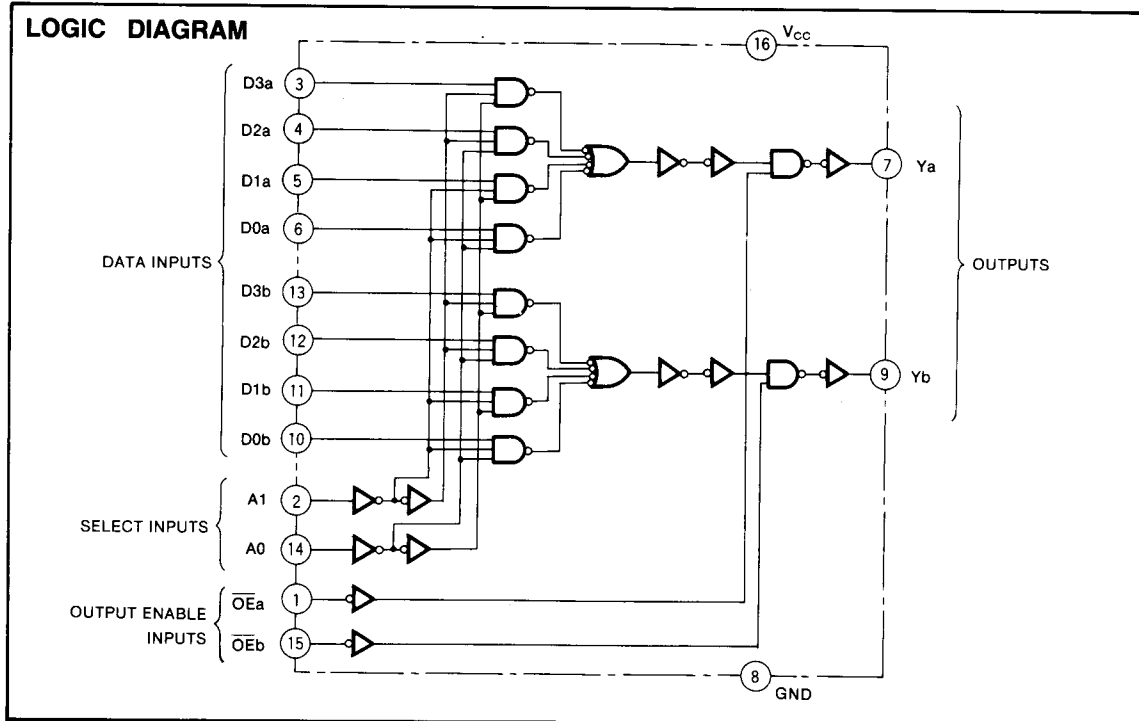 LOGIC DIAGRAM
16 VCC
D3a 3
D2a 4
D1a 5
D0a 6
DATA INPUTS
D3b 13
D2b 12
D1b 11
D0b 10
A1 2
SELECT INPUTS
A0 14
OUTPUT ENABLE
INPUTS
O̅E̅a 1
O̅E̅b 15
7 Ya
OUTPUTS
9 Yb
8 GND